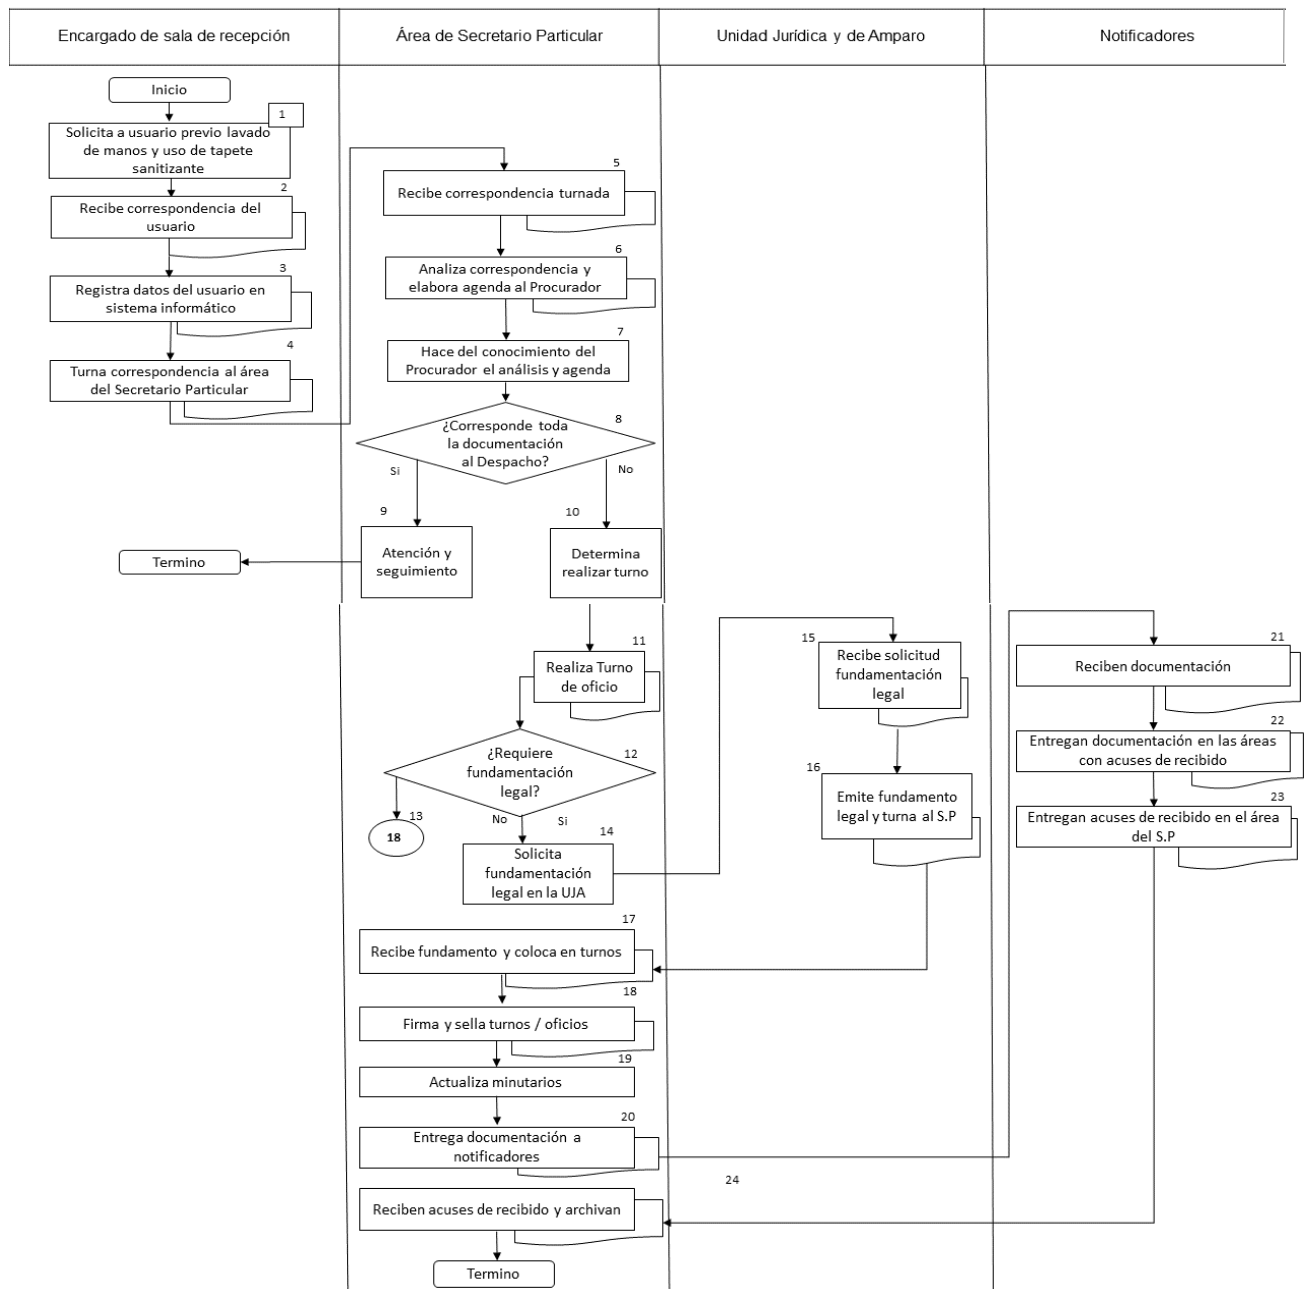 Encargado de sala de recepción
Área de Secretario Particular
Unidad Jurídica y de Amparo
Notificadores
Inicio
1
Solicita a usuario previo lavado
de manos y uso de tapete
sanitizante
2
Recibe correspondencia del
usuario
3
Registra datos del usuario en
sistema informático
4
Turna correspondencia al área
del Secretario Particular
5
Recibe correspondencia turnada
6
Analiza correspondencia y
elabora agenda al Procurador
7
Hace del conocimiento del
Procurador el análisis y agenda
8
¿Corresponde toda
la documentación
al Despacho?
Si
No
9
Atención y
seguimiento
Termino
10
Determina
realizar turno
11
Realiza Turno
de oficio
12
¿Requiere
fundamentación
legal?
13
18
No
Si
14
Solicita
fundamentación
legal en la UJA
15
Recibe solicitud
fundamentación
legal
16
Emite fundamento
legal y turna al S.P
17
Recibe fundamento y coloca en turnos
18
Firma y sella turnos / oficios
19
Actualiza minutarios
20
Entrega documentación a
notificadores
21
Reciben documentación
22
Entregan documentación en las áreas
con acuses de recibido
23
Entregan acuses de recibido en el área
del S.P
24
Reciben acuses de recibido y archivan
Termino